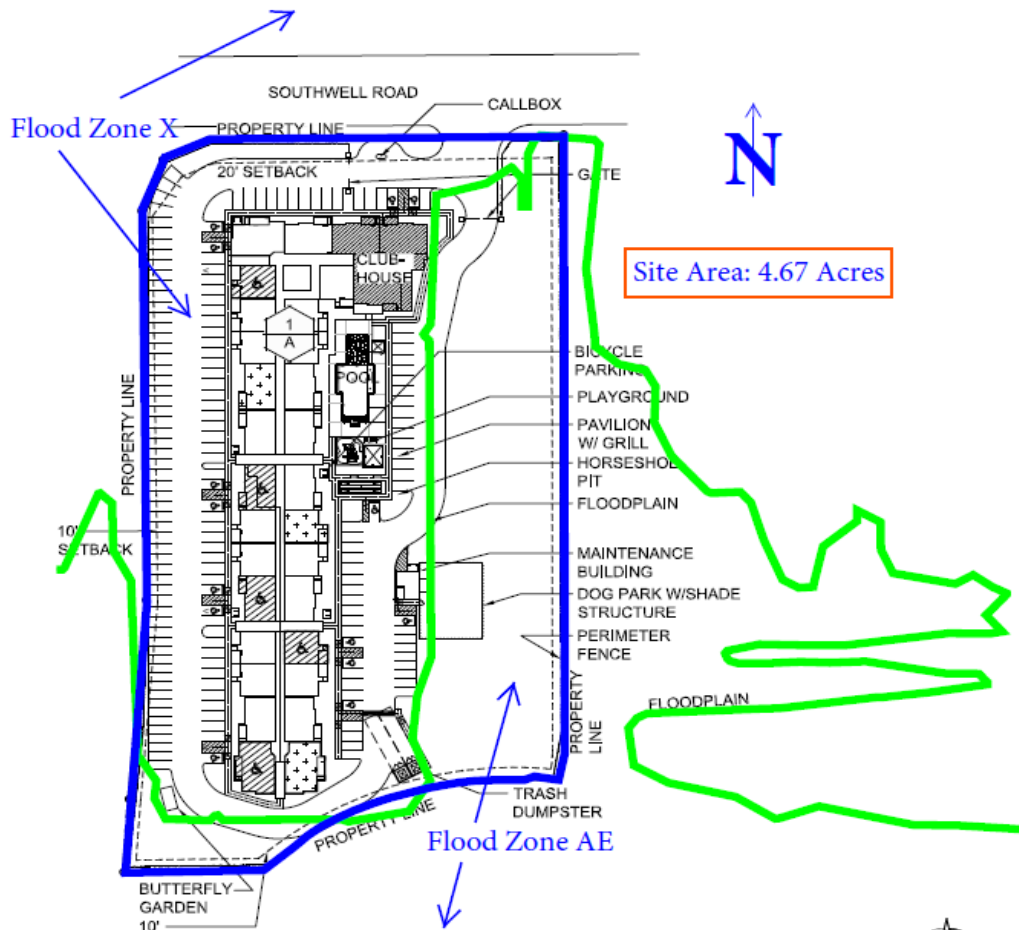 SOUTHWELL ROAD
CALLBOX
Flood Zone X
PROPERTY LINE
N
20' SETBACK
GATE
CLUB-
HOUSE
Site Area: 4.67 Acres
1
A
BICYCLE
PARKING
POOL
PROPERTY LINE
PLAYGROUND
PAVILION
W/ GRILL
HORSESHOE
PIT
FLOODPLAIN
10'
SETBACK
MAINTENANCE
BUILDING
DOG PARK W/SHADE
STRUCTURE
PERIMETER
FENCE
PROPERTY
LINE
FLOODPLAIN
TRASH
DUMPSTER
PROPERTY LINE
Flood Zone AE
BUTTERFLY
GARDEN
10'